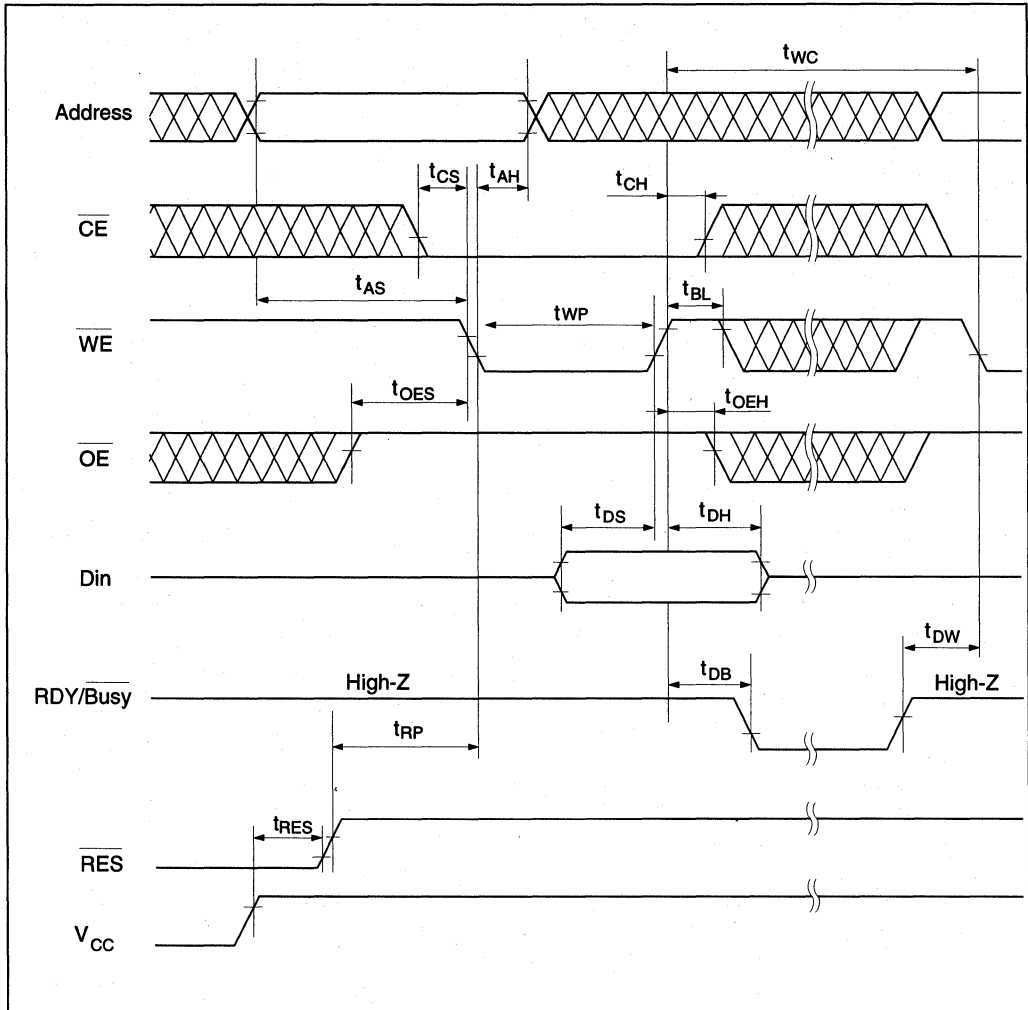 tWC
Address
tCS tAH tCH
CE
tAS tBL
tWP
WE
tOES tOEH
OE
tDS tDH
Din
tDW
tDB
High-Z High-Z
RDY/Busy
tRP
tRES
RES
VCC